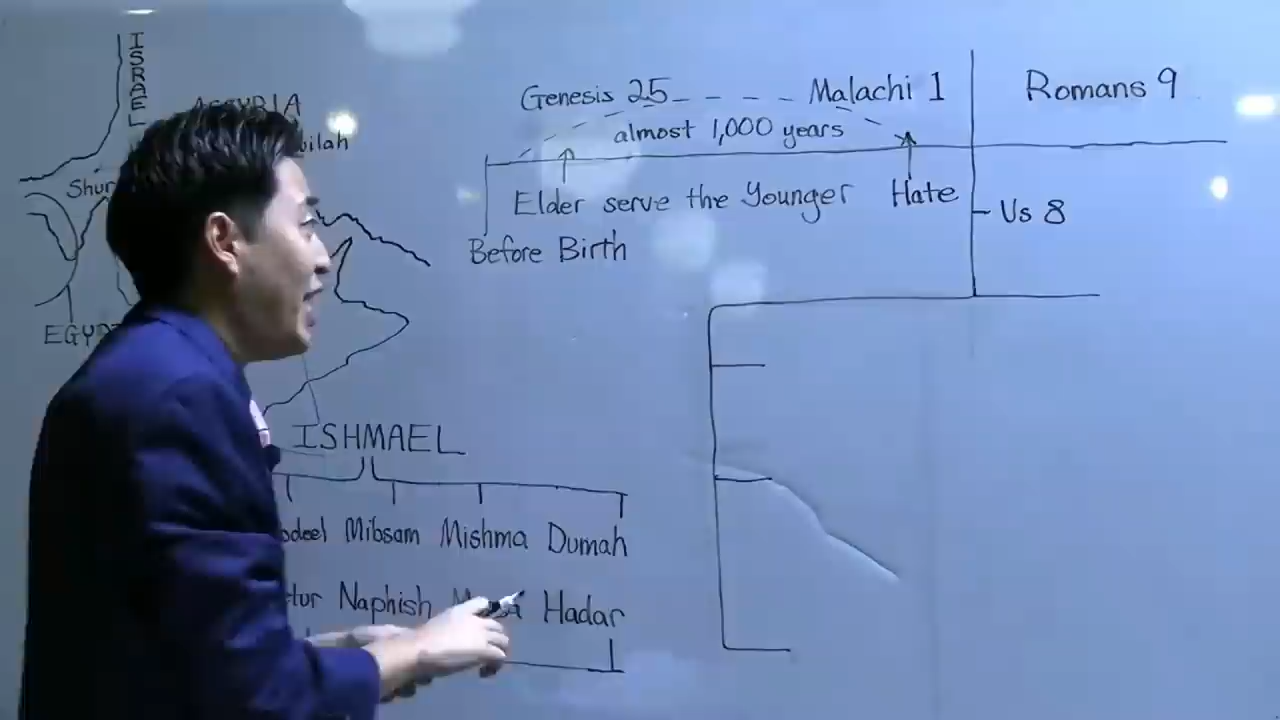 ISRAEL
ASSYRIA
Shur
Genesis 25 Malachi 1
almost 1,000 years
Elder serve the Younger Hate
Before Birth
Romans 9
Vs 8
ISHMAEL
Mibsam Mishma Dumah
Naphish Hadar